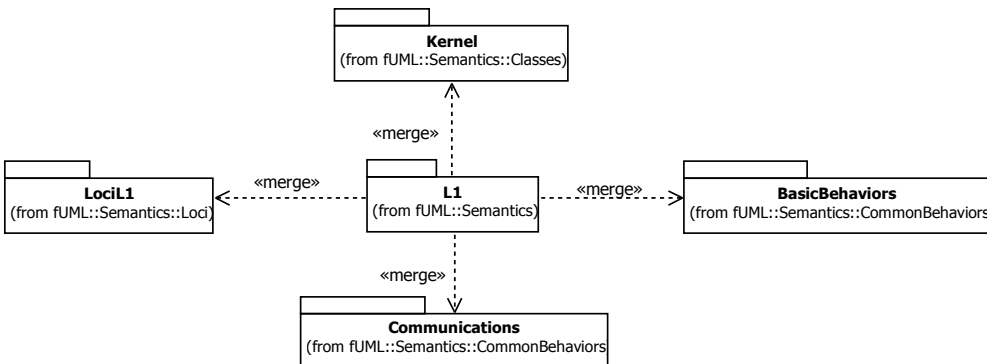 Kernel
(from fUML::Semantics::Classes)
«merge»
«merge»
«merge»
LociL1
(from fUML::Semantics::Loci)
L1
(from fUML::Semantics)
BasicBehaviors
(from fUML::Semantics::CommonBehaviors
«merge»
Communications
(from fUML::Semantics::CommonBehaviors